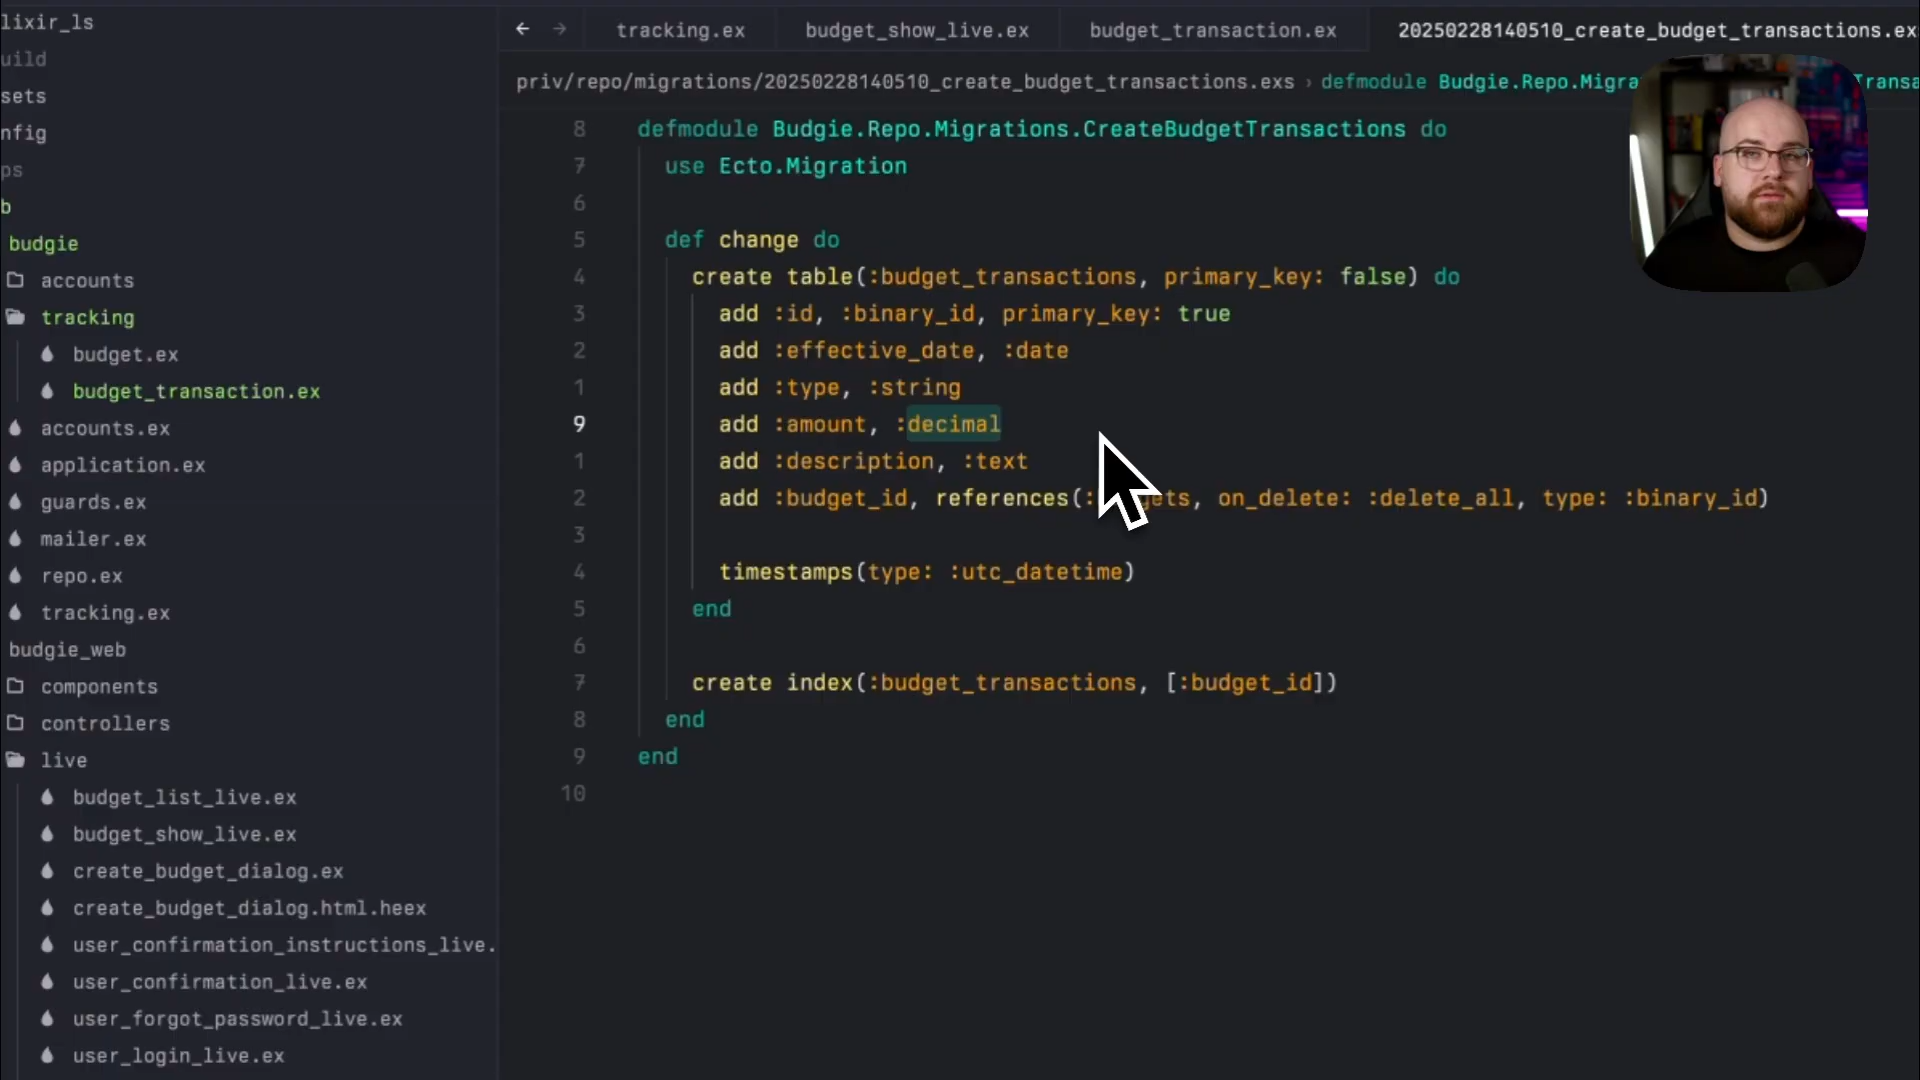 lixir_ls
uild
sets
nfig
ps
b
budgie
accounts
tracking
budget.ex
budget_transaction.ex
accounts.ex
application.ex
guards.ex
mailer.ex
repo.ex
tracking.ex
budgie_web
components
controllers
live
budget_list_live.ex
budget_show_live.ex
create_budget_dialog.ex
create_budget_dialog.html.heex
user_confirmation_instructions_live.
user_confirmation_live.ex
user_forgot_password_live.ex
user_login_live.ex
← → tracking.ex budget_show_live.ex budget_transaction.ex 20250228140510_create_budget_transactions.ex
priv/repo/migrations/20250228140510_create_budget_transactions.exs › defmodule Budgie.Repo.Migra Transa
8 defmodule Budgie.Repo.Migrations.CreateBudgetTransactions do
7 use Ecto.Migration
6
5 def change do
4 create table(:budget_transactions, primary_key: false) do
3 add :id, :binary_id, primary_key: true
2 add :effective_date, :date
1 add :type, :string
9 add :amount, :decimal
1 add :description, :text
2 add :budget_id, references(: gets, on_delete: :delete_all, type: :binary_id)
3
4 timestamps(type: :utc_datetime)
5 end
6
7 create index(:budget_transactions, [:budget_id])
8 end
9 end
10